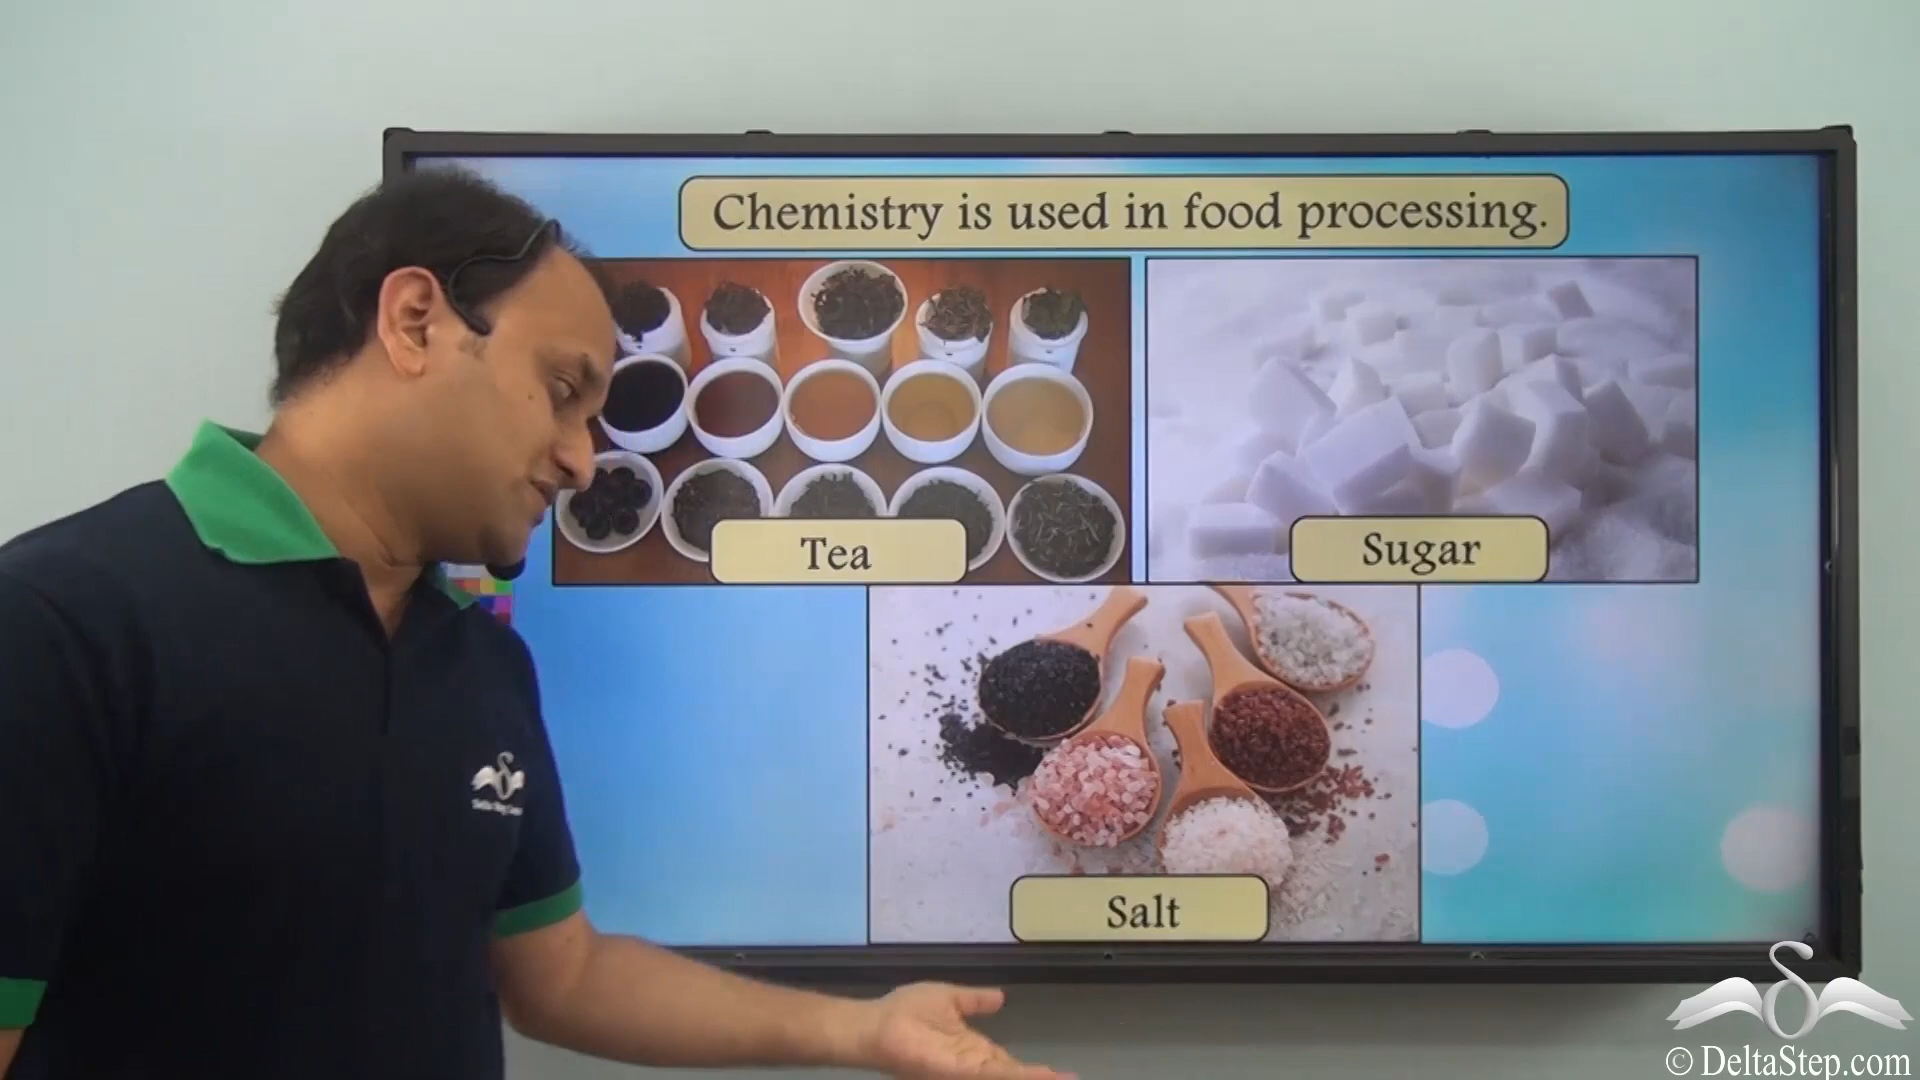 Chemistry is used in food processing.
Tea
Sugar
Salt
© DeltaStep.com